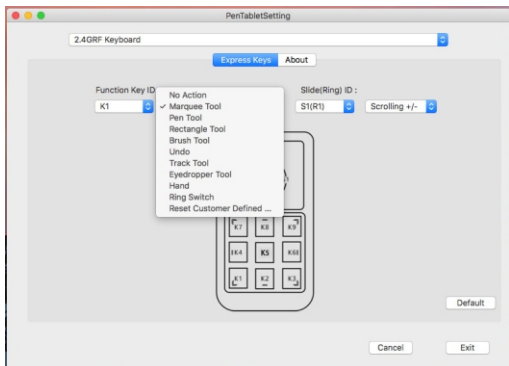 PenTabletSetting
2.4GRF Keyboard
Express Keys About
Function Key ID
Slide(Ring) ID :
K1
S1(R1) Scrolling +/-
No Action
✓ Marquee Tool
Pen Tool
Rectangle Tool
Brush Tool
Undo
Track Tool
Eyedropper Tool
Hand
Ring Switch
Reset Customer Defined ...
K7 K8 K9
K4 K5 K6
K1 K2 K3
Default
Cancel Exit